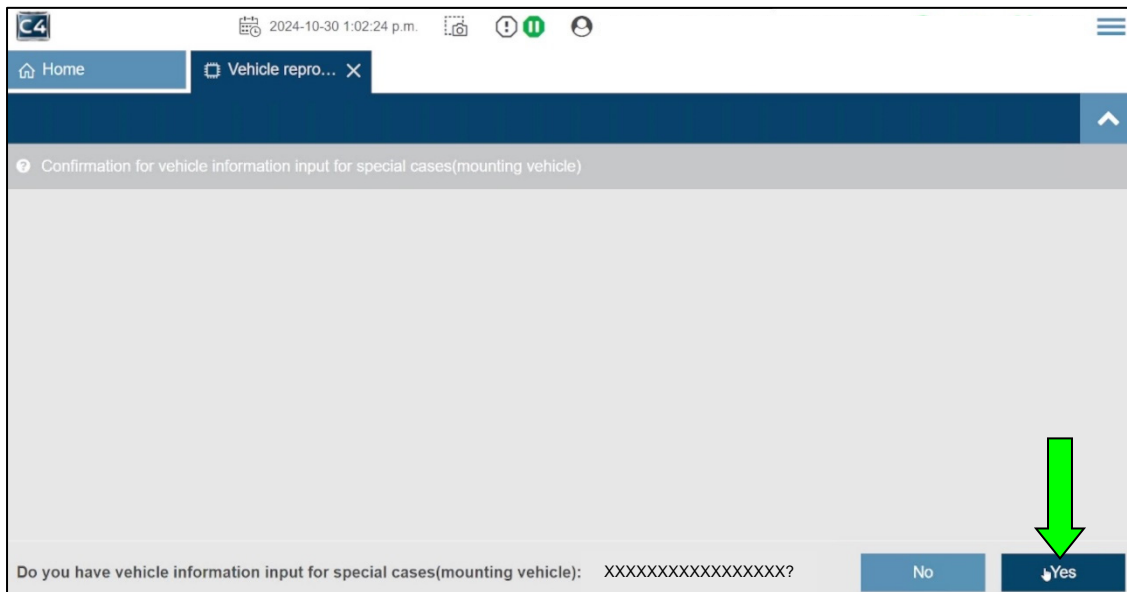 C4 2024-10-30 1:02:24 p.m.
Home Vehicle repro...
Confirmation for vehicle information input for special cases(mounting vehicle)
Do you have vehicle information input for special cases(mounting vehicle): XXXXXXXXXXXXXXXXX? No Yes